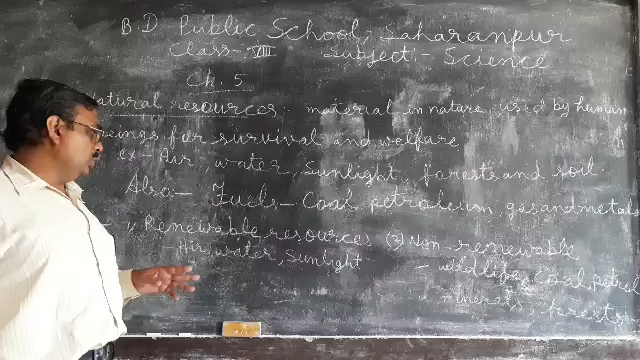 B.D Public School, Saharanpur
Class- VIII Subject:- Science
Ch. 5
Natural resources:- material in nature used by human
beings for survival and welfare
ex- Air, water, Sunlight, forests and soil.
Also:- Fuels- Coal, petroleum, gas and metals
Renewable resources (2) Non-renewable
- Air, water, Sunlight - wildlife, Coal, petrol
minerals, forests